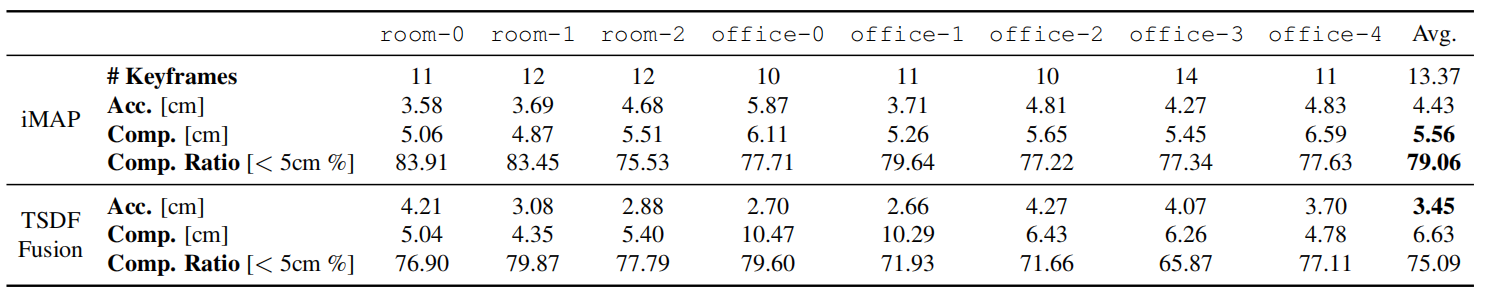 room-0 room-1 room-2 office-0 office-1 office-2 office-3 office-4 Avg.
iMAP
# Keyframes 11 12 12 10 11 10 14 11 13.37
Acc. [cm] 3.58 3.69 4.68 5.87 3.71 4.81 4.27 4.83 4.43
Comp. [cm] 5.06 4.87 5.51 6.11 5.26 5.65 5.45 6.59 5.56
Comp. Ratio [< 5cm %] 83.91 83.45 75.53 77.71 79.64 77.22 77.34 77.63 79.06
TSDF
Fusion
Acc. [cm] 4.21 3.08 2.88 2.70 2.66 4.27 4.07 3.70 3.45
Comp. [cm] 5.04 4.35 5.40 10.47 10.29 6.43 6.26 4.78 6.63
Comp. Ratio [< 5cm %] 76.90 79.87 77.79 79.60 71.93 71.66 65.87 77.11 75.09